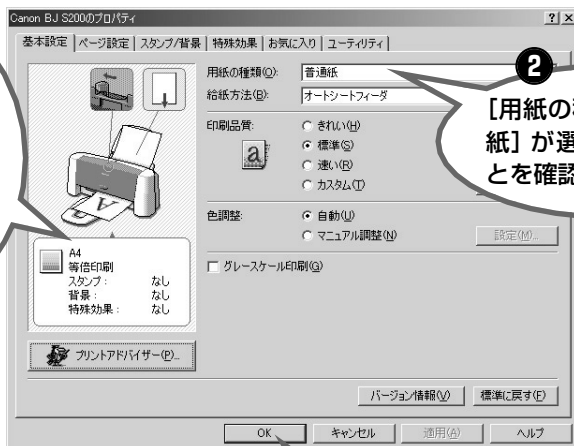 Canon BJ S200のプロパティ
基本設定 ページ設定 スタンプ/背景 特殊効果 お気に入り ユーティリティ
用紙の種類(O): 普通紙
給紙方法(B): オートシートフィーダ
印刷品質: きれい(H)
標準(S)
速い(R)
カスタム(T)
色調整: 自動(U)
マニュアル調整(N)
設定(M)...
グレースケール印刷(G)
A4
等倍印刷
スタンプ: なし
背景: なし
特殊効果: なし
プリントアドバイザー(P)...
バージョン情報(V) 標準に戻す(F)
OK キャンセル 適用(A) ヘルプ
2
[用紙の
紙] が選
とを確認